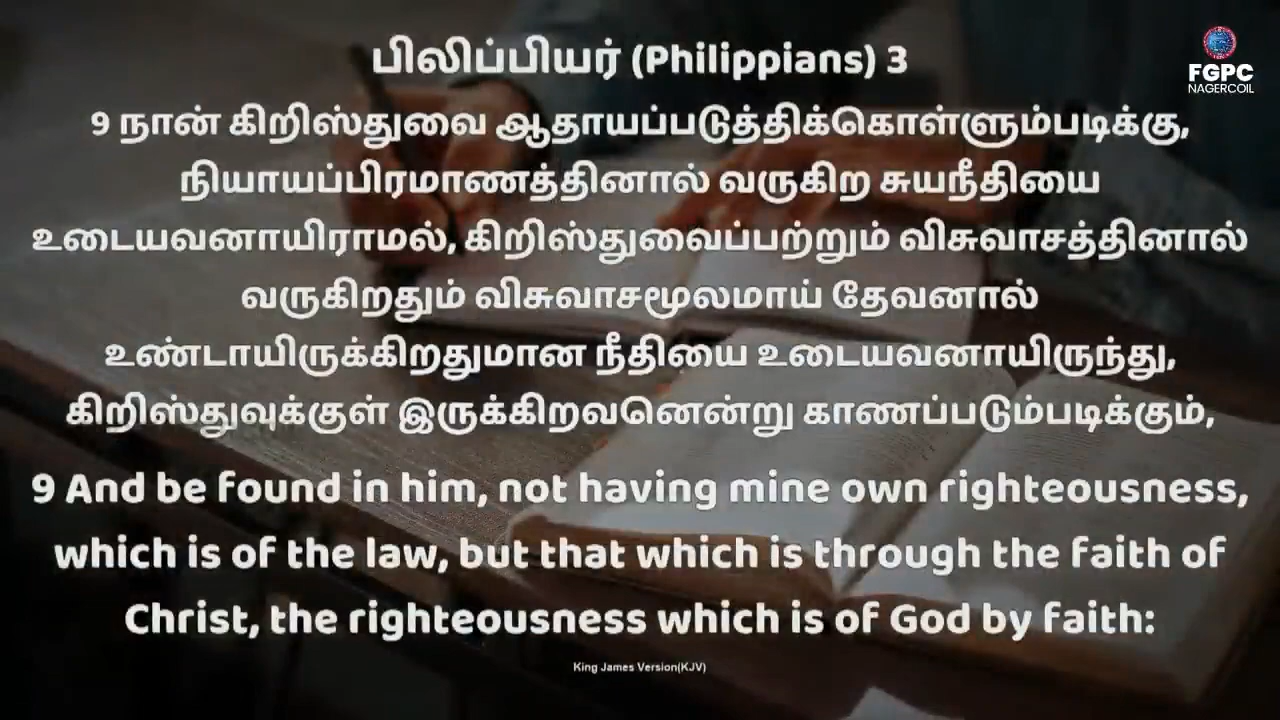 பிலிப்பியர் (Philippians) 3
FGPC
NAGERCOIL
9 நான் கிறிஸ்துவை ஆதாயப்படுத்திக்கொள்ளும்படிக்கு,
நியாயப்பிரமாணத்தினால் வருகிற சுயநீதியை
உடையவனாயிராமல், கிறிஸ்துவைப்பற்றும் விசுவாசத்தினால்
வருகிறதும் விசுவாசமூலமாய் தேவனால்
உண்டாயிருக்கிறதுமான நீதியை உடையவனாயிருந்து,
கிறிஸ்துவுக்குள் இருக்கிறவனென்று காணப்படும்படிக்கும்,
9 And be found in him, not having mine own righteousness,
which is of the law, but that which is through the faith of
Christ, the righteousness which is of God by faith:
King James Version(KJV)